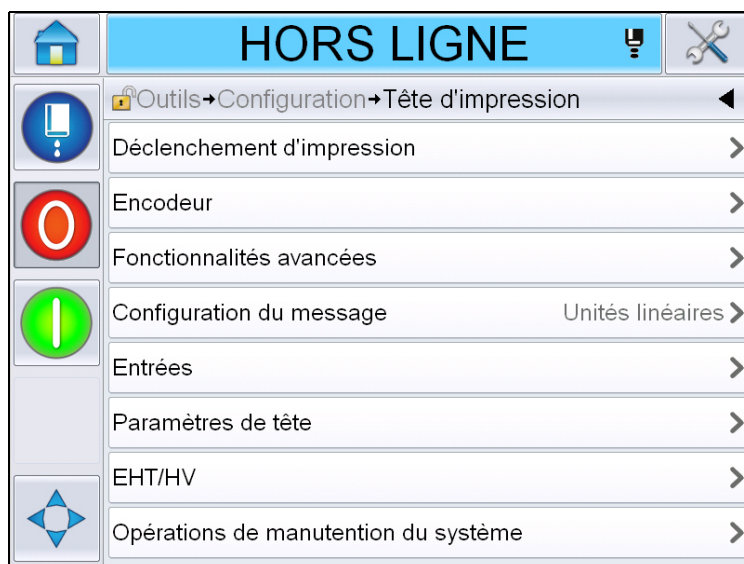 HORS LIGNE
Outils→Configuration→Tête d'impression
Déclenchement d'impression
Encodeur
Fonctionnalités avancées
Configuration du message Unités linéaires
Entrées
Paramètres de tête
EHT/HV
Opérations de manutention du système